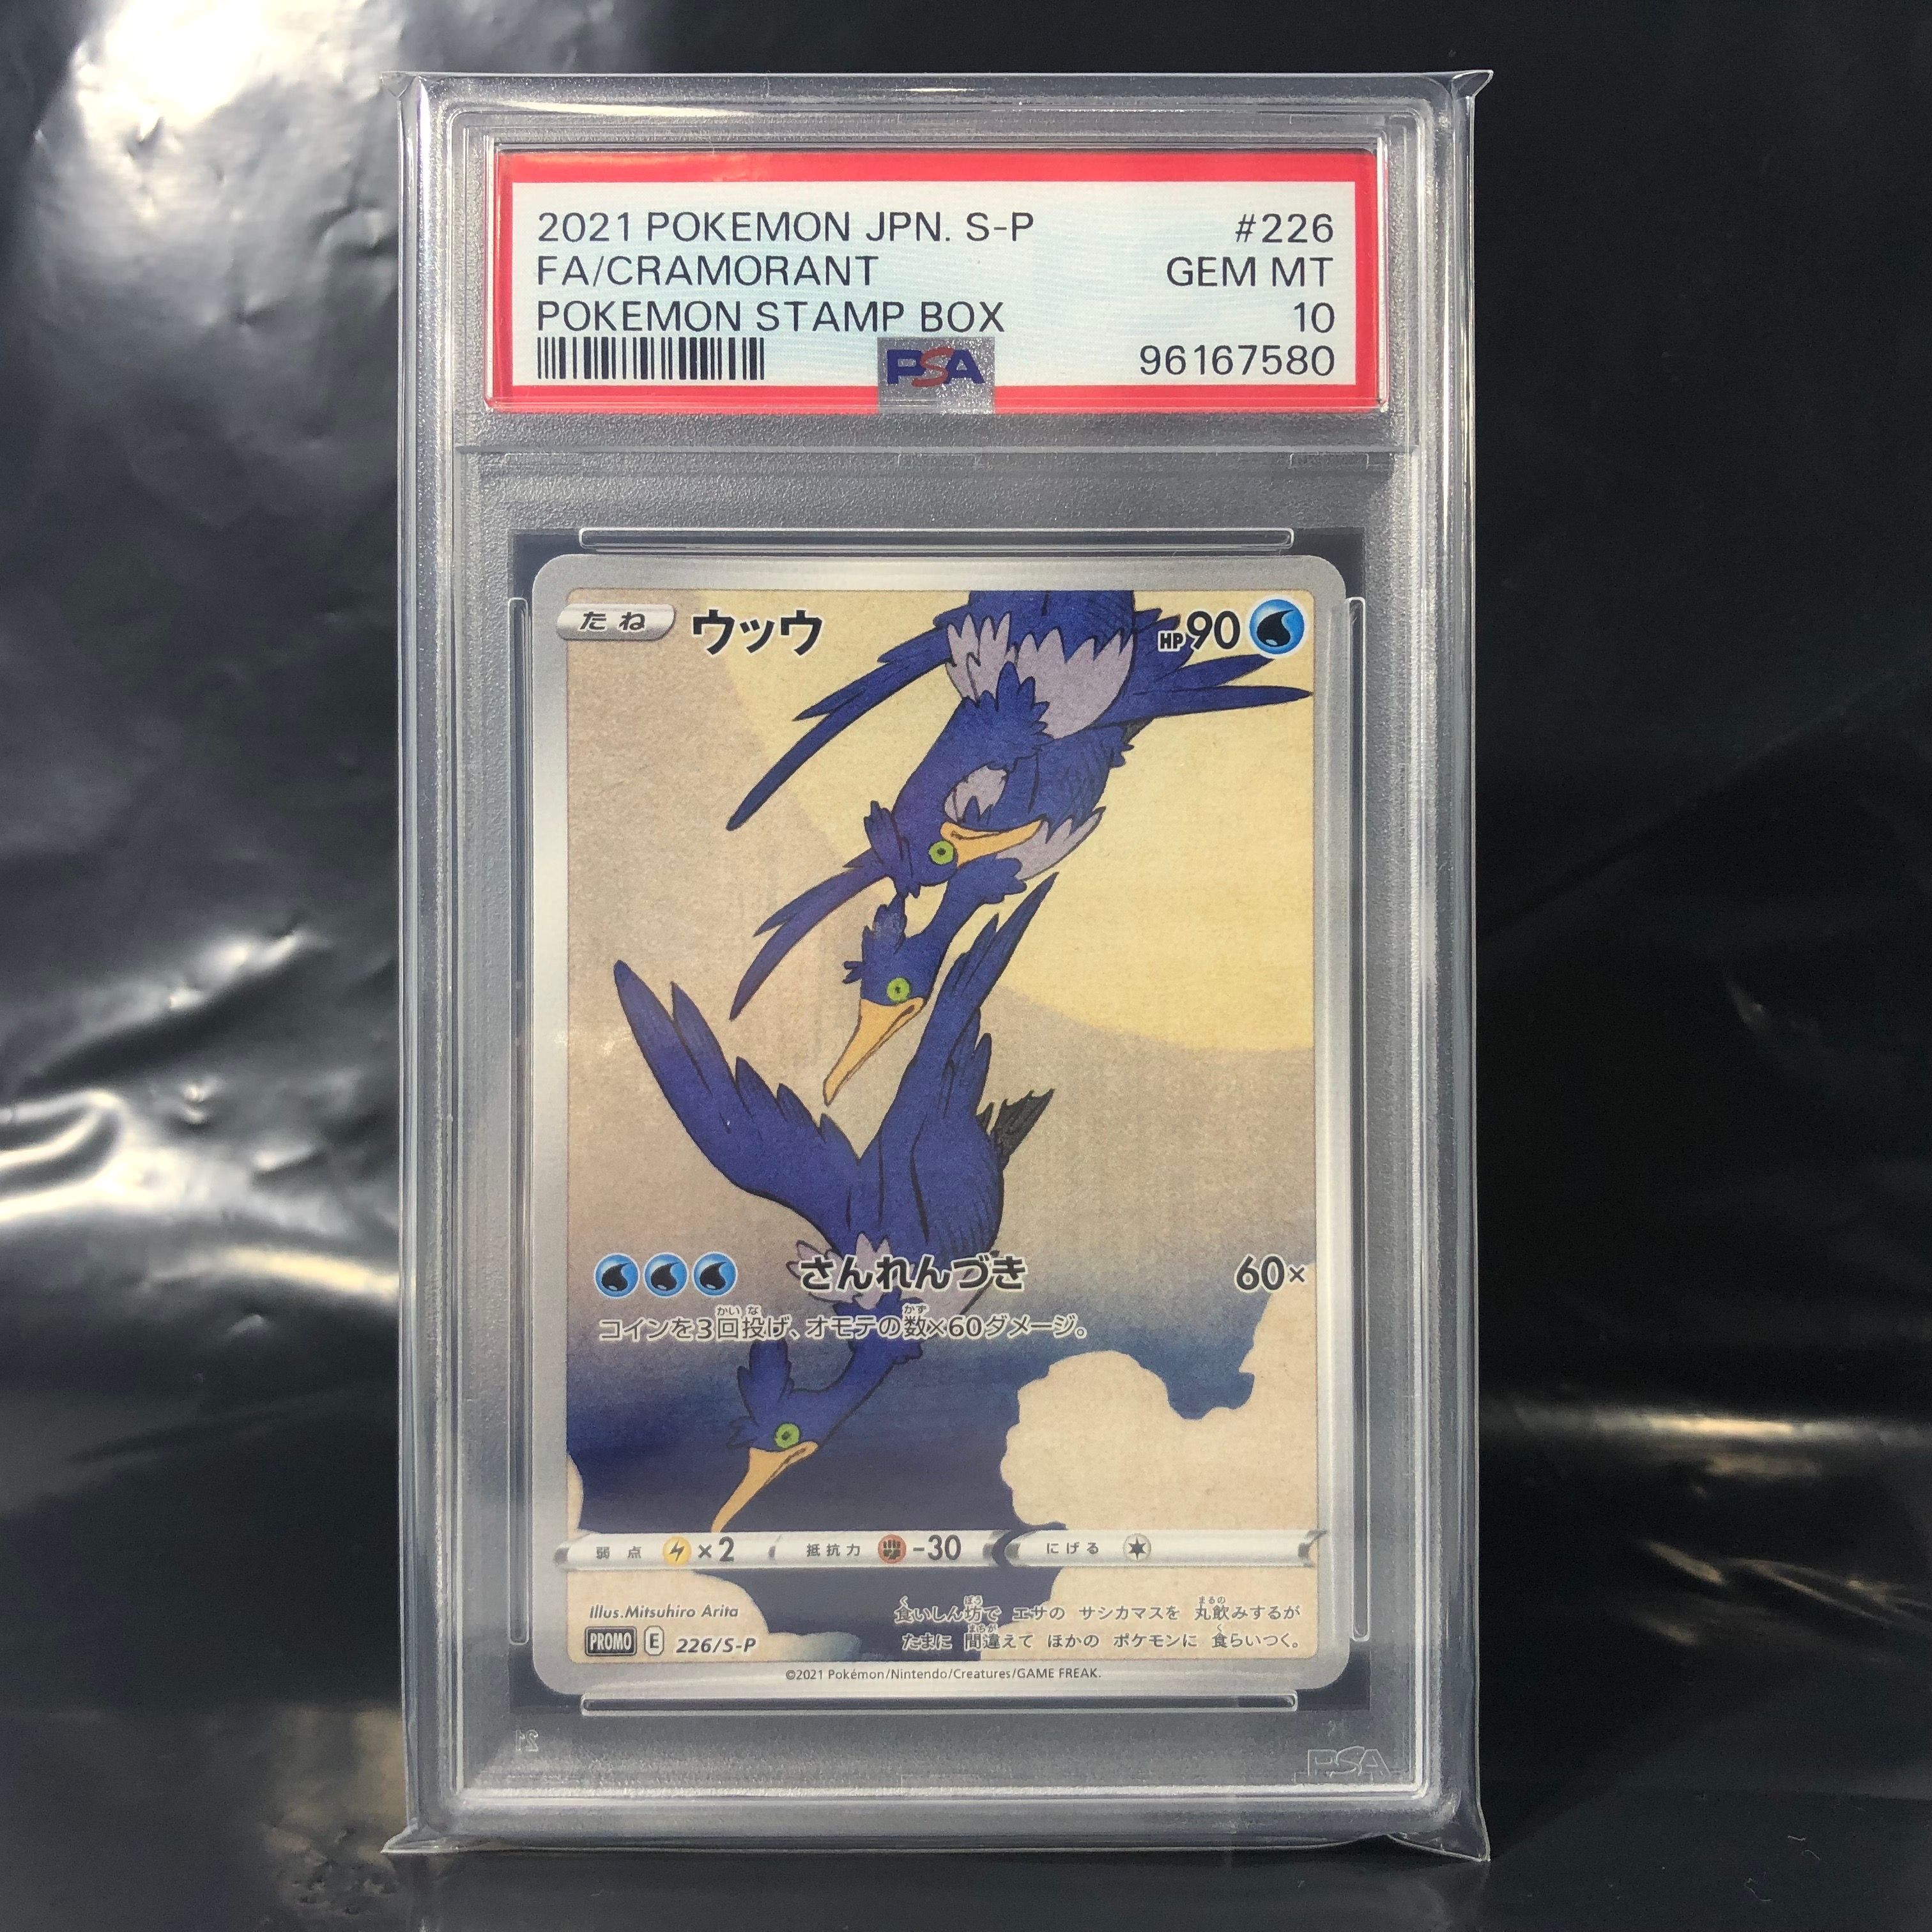 2021 POKEMON JPN. S-P #226
FA/CRAMORANT GEM MT
POKEMON STAMP BOX 10
PSA 96167580
たね ウッウ HP90
さんれんづき 60×
コインを3回投げ、オモテの数×60ダメージ。
弱点 ×2 抵抗力 -30 にげる
Illus.Mitsuhiro Arita
食いしん坊で エサの サシカマスを 丸飲みするが
たまに 間違えて ほかの ポケモンに 食らいつく。
PROMO E 226/S-P
©2021 Pokémon/Nintendo/Creatures/GAME FREAK.
PSA